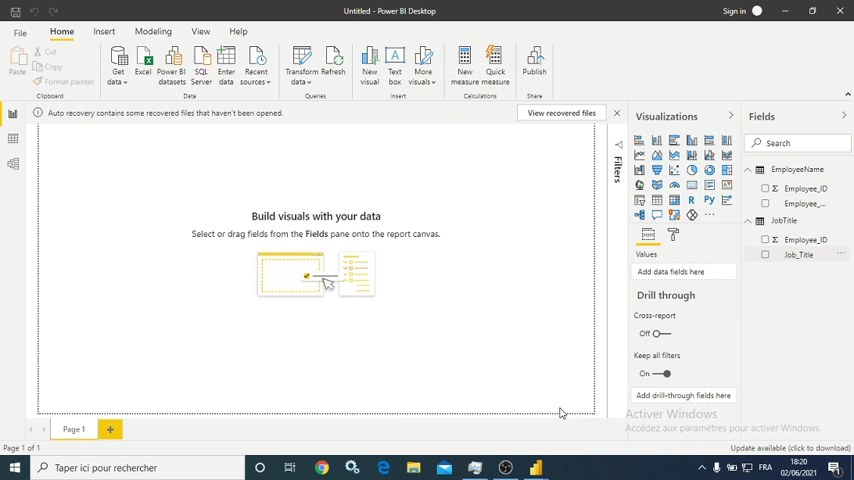 Untitled - Power BI Desktop
Sign in
File
Home
Insert
Modeling
View
Help
Paste
Cut
Copy
Format painter
Clipboard
Get data
Excel
Power BI datasets
SQL Server
Enter data
Recent sources
Data
Transform data
Refresh
Queries
New visual
Text box
More visuals
Insert
New measure
Quick measure
Calculations
Publish
Share
Auto recovery contains some recovered files that haven't been opened.
View recovered files
Build visuals with your data
Select or drag fields from the Fields pane onto the report canvas.
Filters
Visualizations
R
Py
Values
Add data fields here
Drill through
Cross-report
Off
Keep all filters
On
Add drill-through fields here
Fields
Search
EmployeeName
Σ Employee_ID
Employee_...
JobTitle
Σ Employee_ID
Job_Title
Activer Windows
Accédez aux paramètres pour activer Windows.
Page 1
Page 1 of 1
Update available (click to download)
Taper ici pour rechercher
FRA
18:20
02/06/2021
1